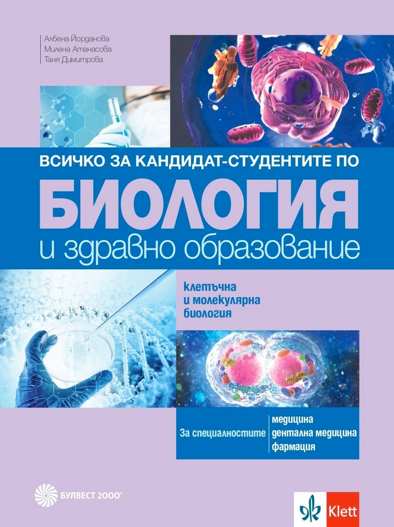 Албена Йорданова
Милена Атанасова
Таня Димитрова
ВСИЧКО ЗА КАНДИДАТ-СТУДЕНТИТЕ ПО
БИОЛОГИЯ
и здравно образование
клетъчна
и молекулярна
биология
За специалностите
медицина
дентална медицина
фармация
БУЛВЕСТ 2000®
Klett